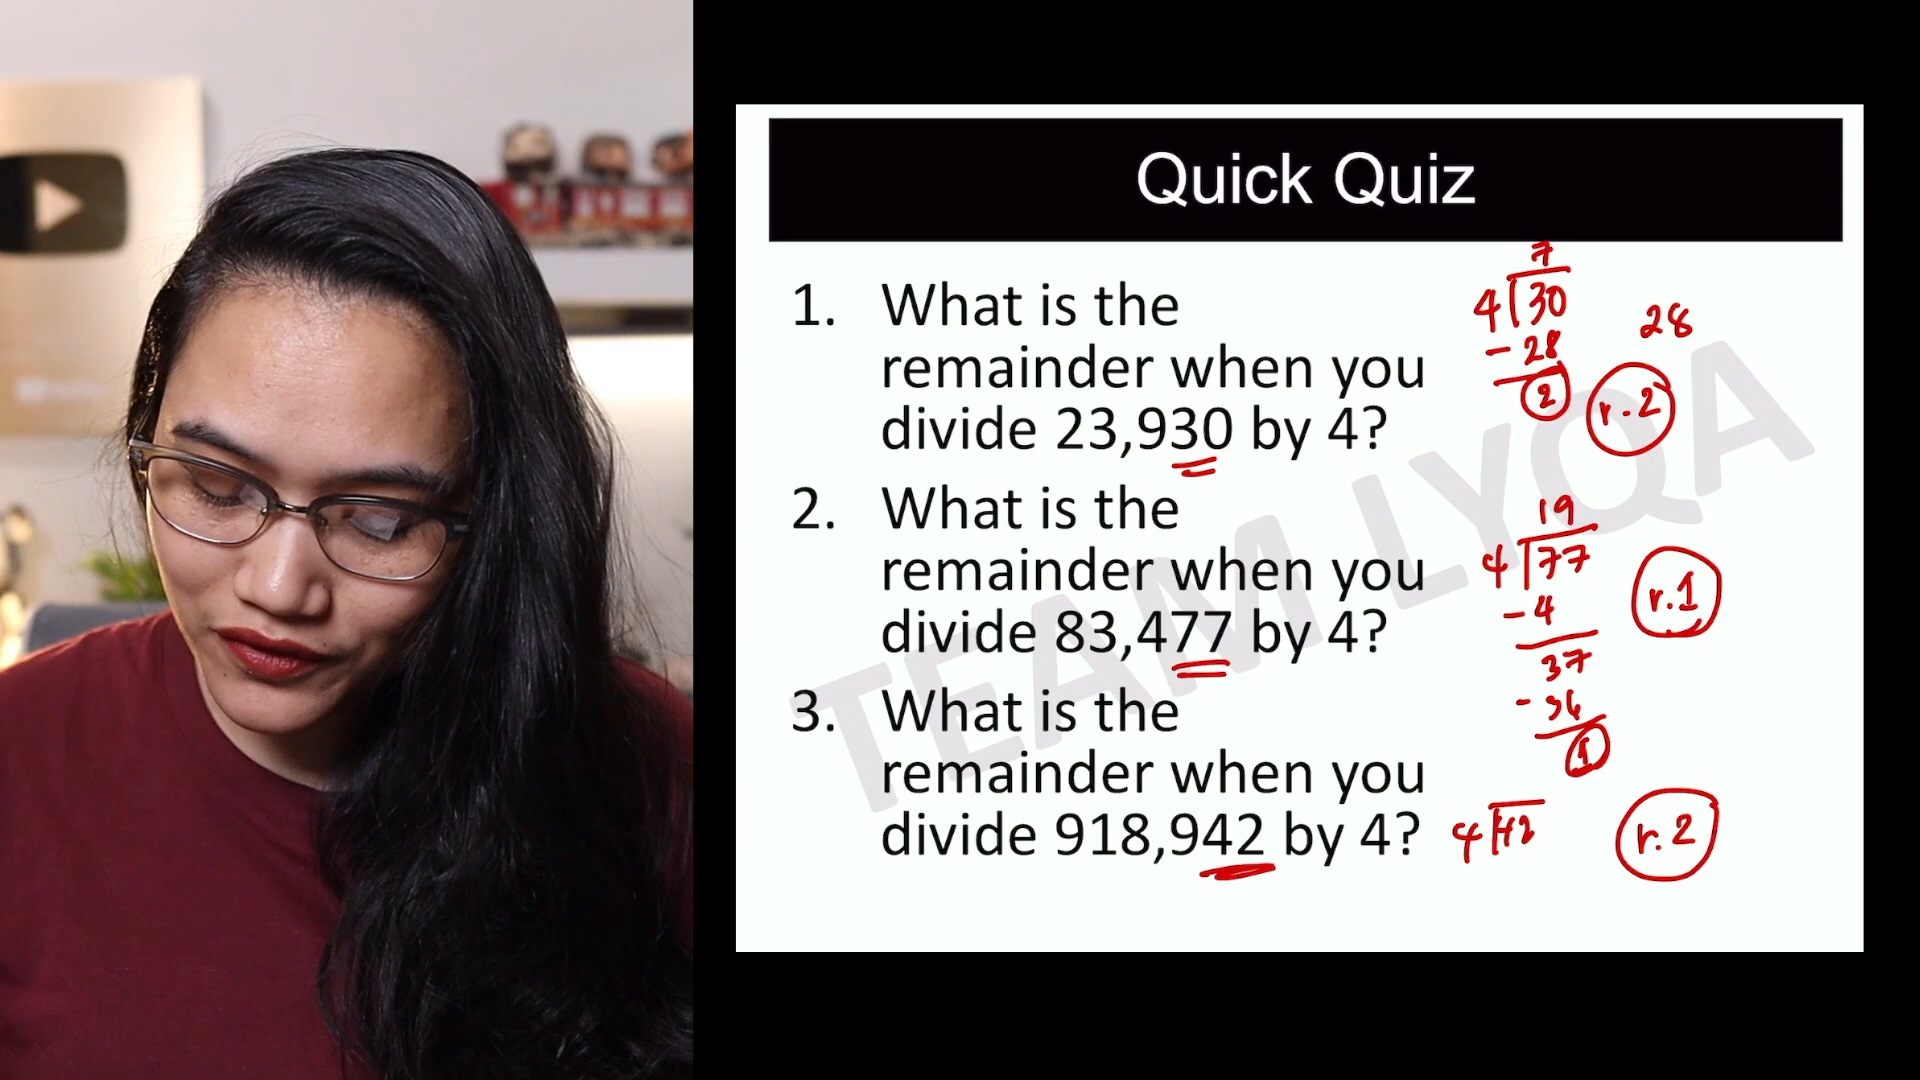 Quick Quiz
1. What is the
remainder when you
divide 23,930 by 4?
7
4 30
- 28
2
28
r.2
2. What is the
remainder when you
divide 83,477 by 4?
19
4 77
- 4
37
- 36
1
r.1
3. What is the
remainder when you
divide 918,942 by 4?
4 42
r.2
TEAM LYQA